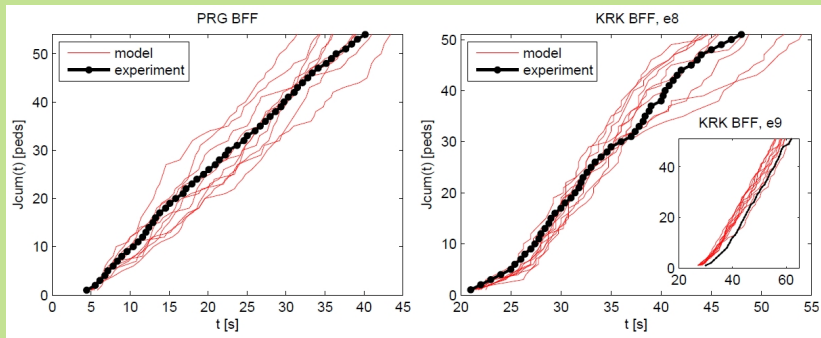 PRG BFF
model
experiment
Jcum(t) [peds]
50
40
30
20
10
0
0 5 10 15 20 25 30 35 40 45
t [s]
KRK BFF, e8
model
experiment
Jcum(t) [peds]
50
40
30
20
10
0
20 25 30 35 40 45 50 55
t [s]
KRK BFF, e9
40
20
0
20 40 60